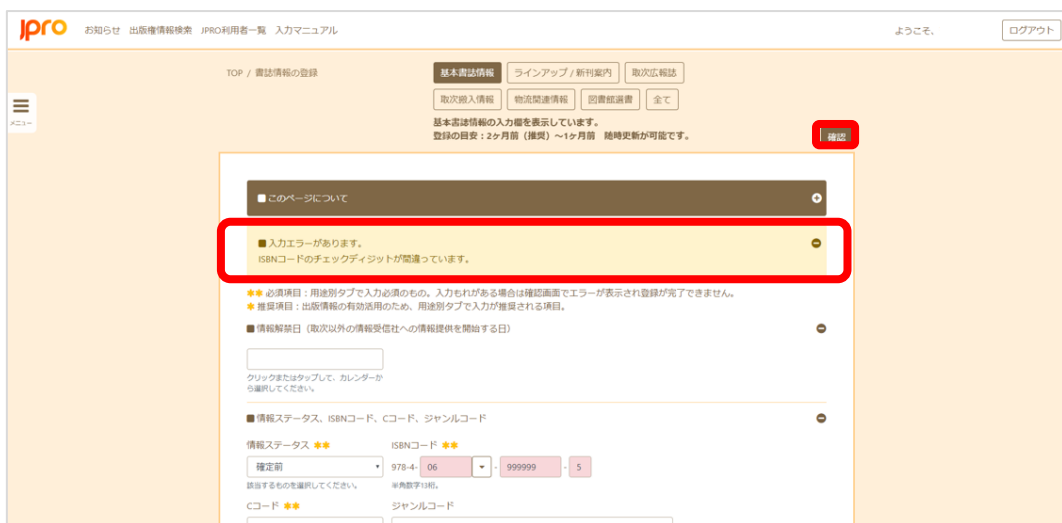 jpro お知らせ 出版権情報検索 JPRO利用者一覧 入力マニュアル ようこそ、 ログアウト
TOP / 書誌情報の登録 基本書誌情報 ラインアップ / 新刊案内 取次広報誌
取次搬入情報 物流関連情報 図書館選書 全て
メニュー
基本書誌情報の入力欄を表示しています。
登録の目安：2ヶ月前（推奨）～1ヶ月前 随時更新が可能です。
確認
このページについて
入力エラーがあります。
ISBNコードのチェックディジットが間違っています。
** 必須項目：用途別タブで入力必須のもの。入力もれがある場合は確認画面でエラーが表示され登録が完了できません。
* 推奨項目：出版情報の有効活用のため、用途別タブで入力が推奨される項目。
■ 情報解禁日（取次以外の情報受信社への情報提供を開始する日）
クリックまたはタップして、カレンダーか
ら選択してください。
■ 情報ステータス、ISBNコード、Cコード、ジャンルコード
情報ステータス ** ISBNコード **
確定前 978-4- 06 - 999999 - 5
該当するものを選択してください。 半角数字13桁。
Cコード ** ジャンルコード